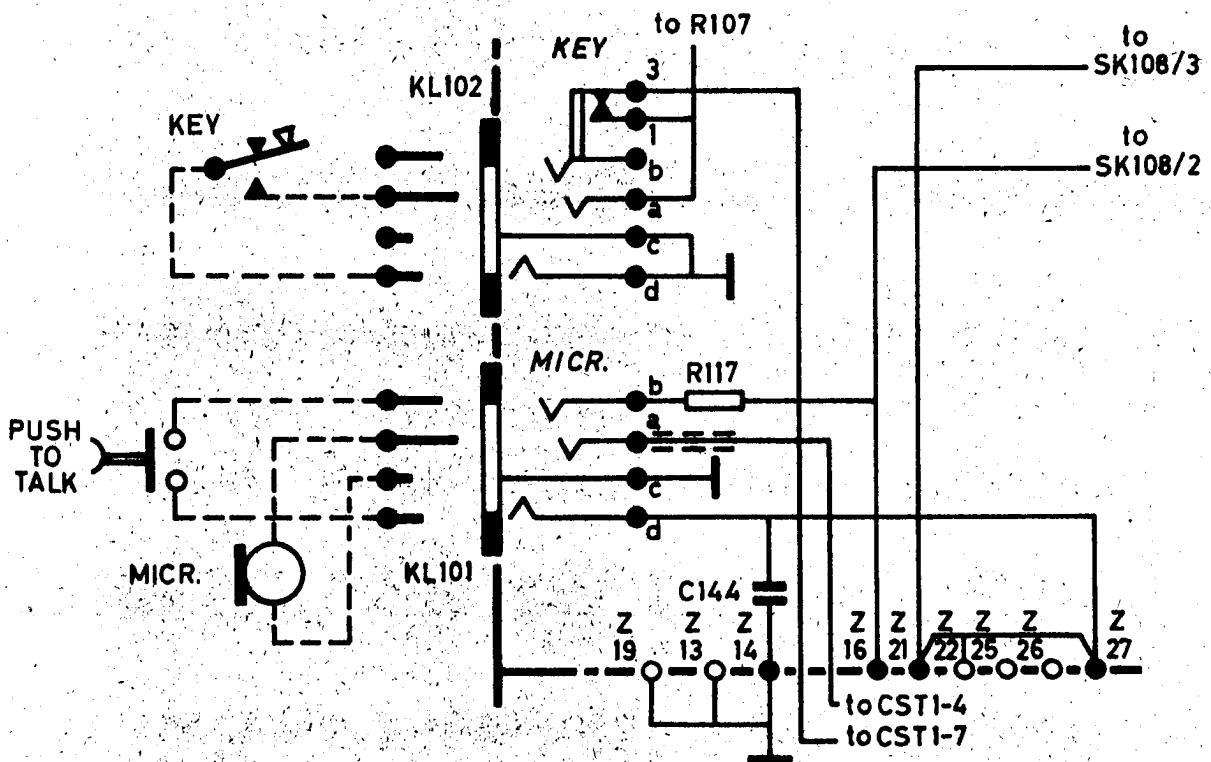 to R107
KEY
to
SK108/3
3
KL102
KEY
1
to
SK108/2
b
a
c
d
MICR.
R117
b
a
PUSH
TO
TALK
c
d
MICR.
KL101
C144
Z Z Z Z Z Z Z Z Z
19 13 14 16 21 22 25 26 27
to CST1-4
to CST1-7